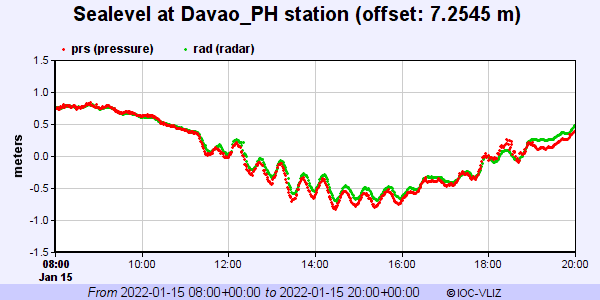 Sealevel at Davao_PH station (offset: 7.2545 m)
prs (pressure) rad (radar)
1.5
1.0
0.5
0.0
-0.5
-1.0
-1.5
meters
08:00 10:00 12:00 14:00 16:00 18:00 20:00
Jan 15
From 2022-01-15 08:00+00:00 to 2022-01-15 20:00+00:00 © IOC-VLIZ